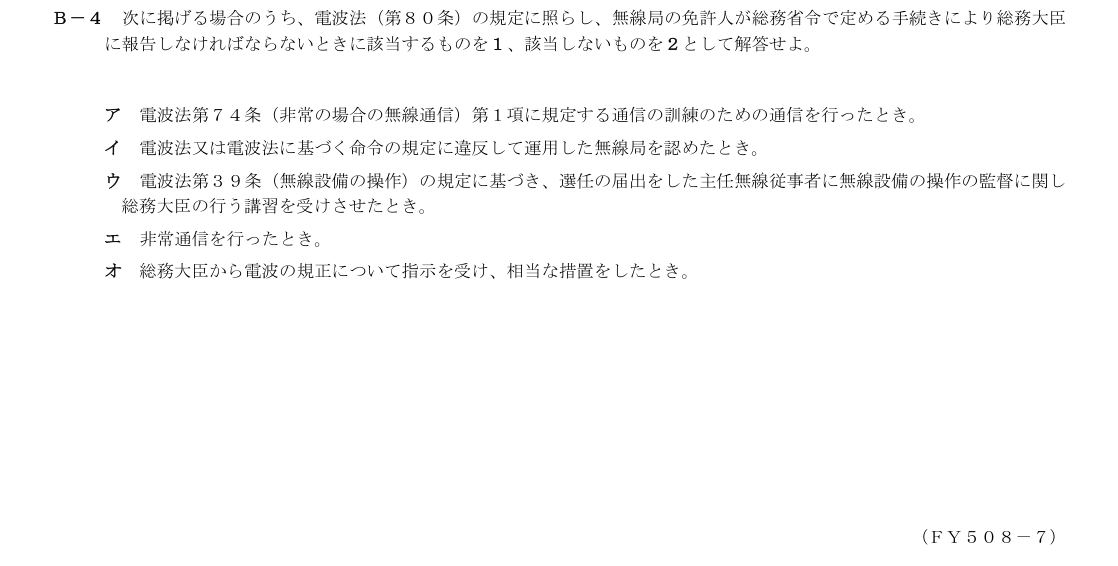 Ｂ－４　次に掲げる場合のうち、電波法（第８０条）の規定に照らし、無線局の免許人が総務省令で定める手続きにより総務大臣
に報告しなければならないときに該当するものを１、該当しないものを２として解答せよ。
ア　電波法第７４条（非常の場合の無線通信）第１項に規定する通信の訓練のための通信を行ったとき。
イ　電波法又は電波法に基づく命令の規定に違反して運用した無線局を認めたとき。
ウ　電波法第３９条（無線設備の操作）の規定に基づき、選任の届出をした主任無線従事者に無線設備の操作の監督に関し
総務大臣の行う講習を受けさせたとき。
エ　非常通信を行ったとき。
オ　総務大臣から電波の規正について指示を受け、相当な措置をしたとき。
（ＦＹ５０８－７）